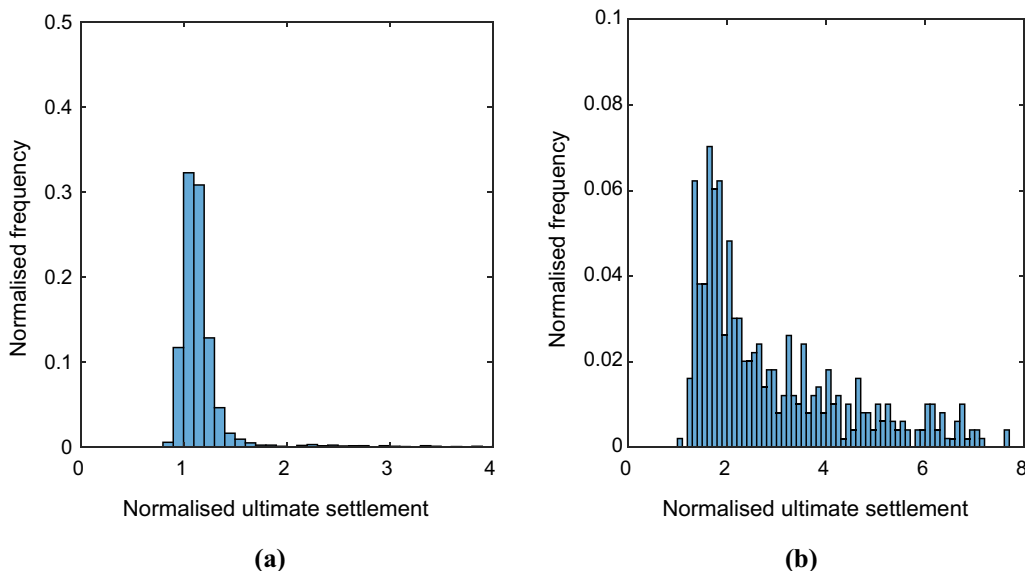 0.5
0.4
0.3
0.2
0.1
0
0 1 2 3 4
Normalised frequency
Normalised ultimate settlement
(a)
0.1
0.08
0.06
0.04
0.02
0
0 2 4 6 8
Normalised frequency
Normalised ultimate settlement
(b)